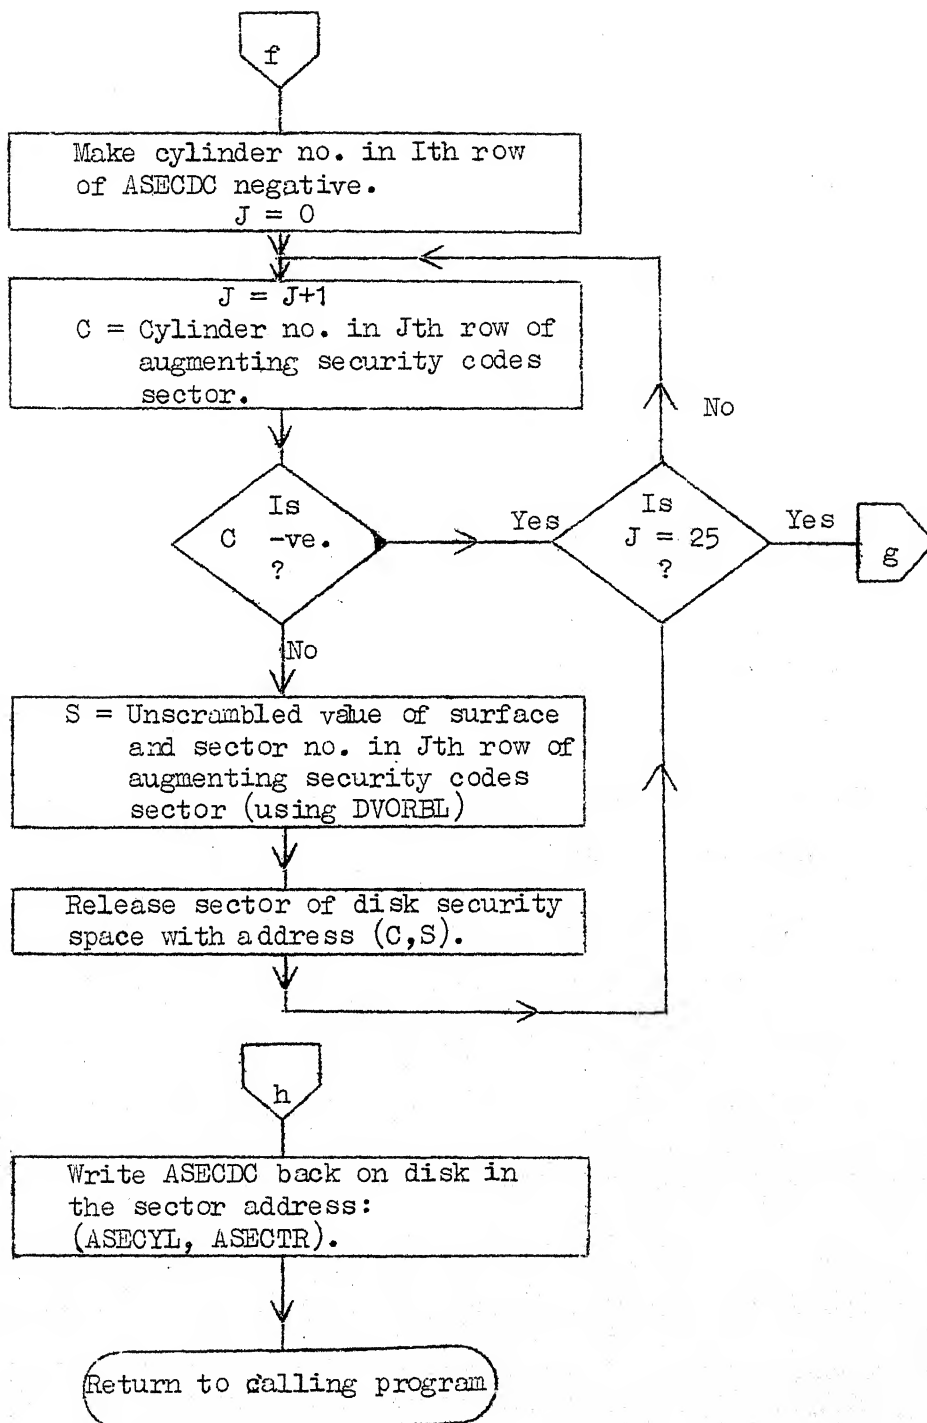 f
Make cylinder no. in Ith row
of ASECDC negative.
J = 0
J = J+1
C = Cylinder no. in Jth row of
augmenting security codes
sector.
No
Is
C -ve.
?
Yes
Is
J = 25
?
Yes
g
No
S = Unscrambled value of surface
and sector no. in Jth row of
augmenting security codes
sector (using DVORBL)
Release sector of disk security
space with address (C,S).
h
Write ASECDC back on disk in
the sector address:
(ASECYL, ASECTR).
Return to calling program